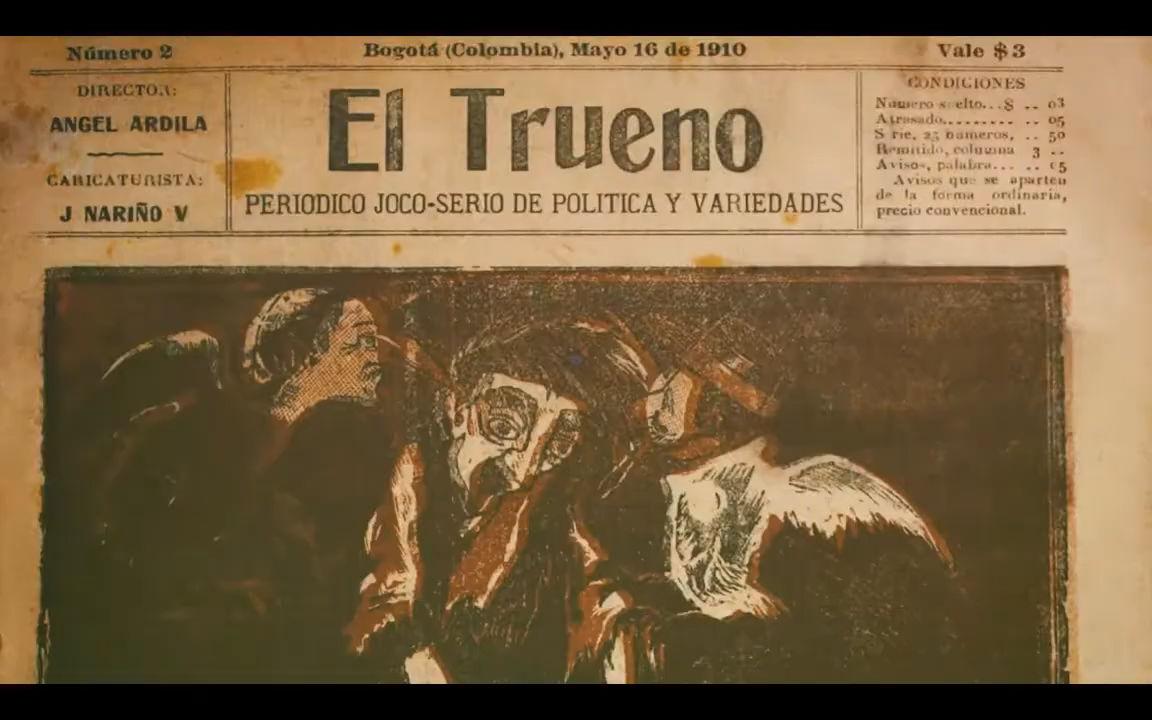 Número 2
Bogotá (Colombia), Mayo 16 de 1910
Vale $3
DIRECTOR:
ANGEL ARDILA
CARICATURISTA:
J NARIÑO V
El Trueno
PERIODICO JOCO-SERIO DE POLITICA Y VARIEDADES
CONDICIONES
Número suelto...$ .. 03
Atrasado......... .. 05
Serie, 25 números, .. 50
Remitido, columna 3 ..
Avisos, palabra... .. 05
Avisos que se aparten
de la forma ordinaria,
precio convencional.